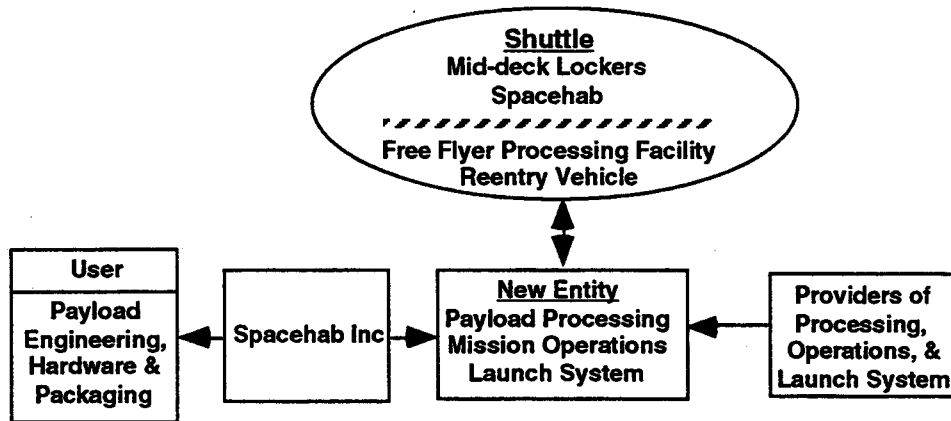 Shuttle
Mid-deck Lockers
Spacehab
Free Flyer Processing Facility
Reentry Vehicle
User
Payload
Engineering,
Hardware &
Packaging
Spacehab Inc
New Entity
Payload Processing
Mission Operations
Launch System
Providers of
Processing,
Operations, &
Launch System